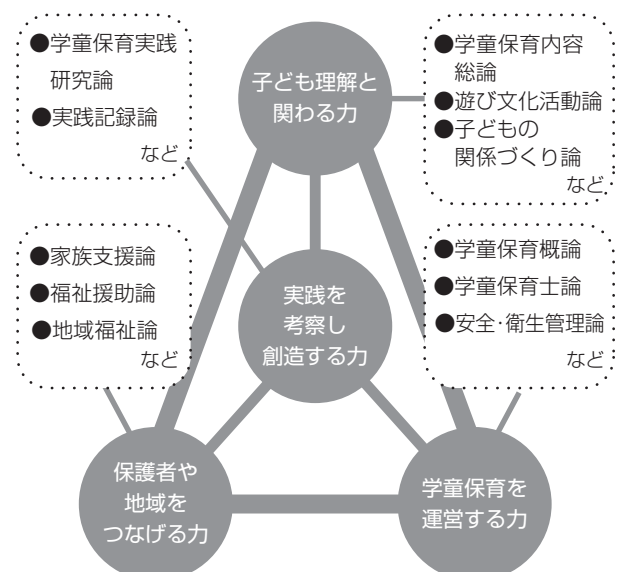 ●学童保育実践
研究論
●実践記録論
など
子ども理解と
関わる力
●学童保育内容
総論
●遊び文化活動論
●子どもの
関係づくり論
など
●家族支援論
●福祉援助論
●地域福祉論
など
実践を
考察し
創造する力
●学童保育概論
●学童保育士論
●安全・衛生管理論
など
保護者や
地域を
つなげる力
学童保育を
運営する力